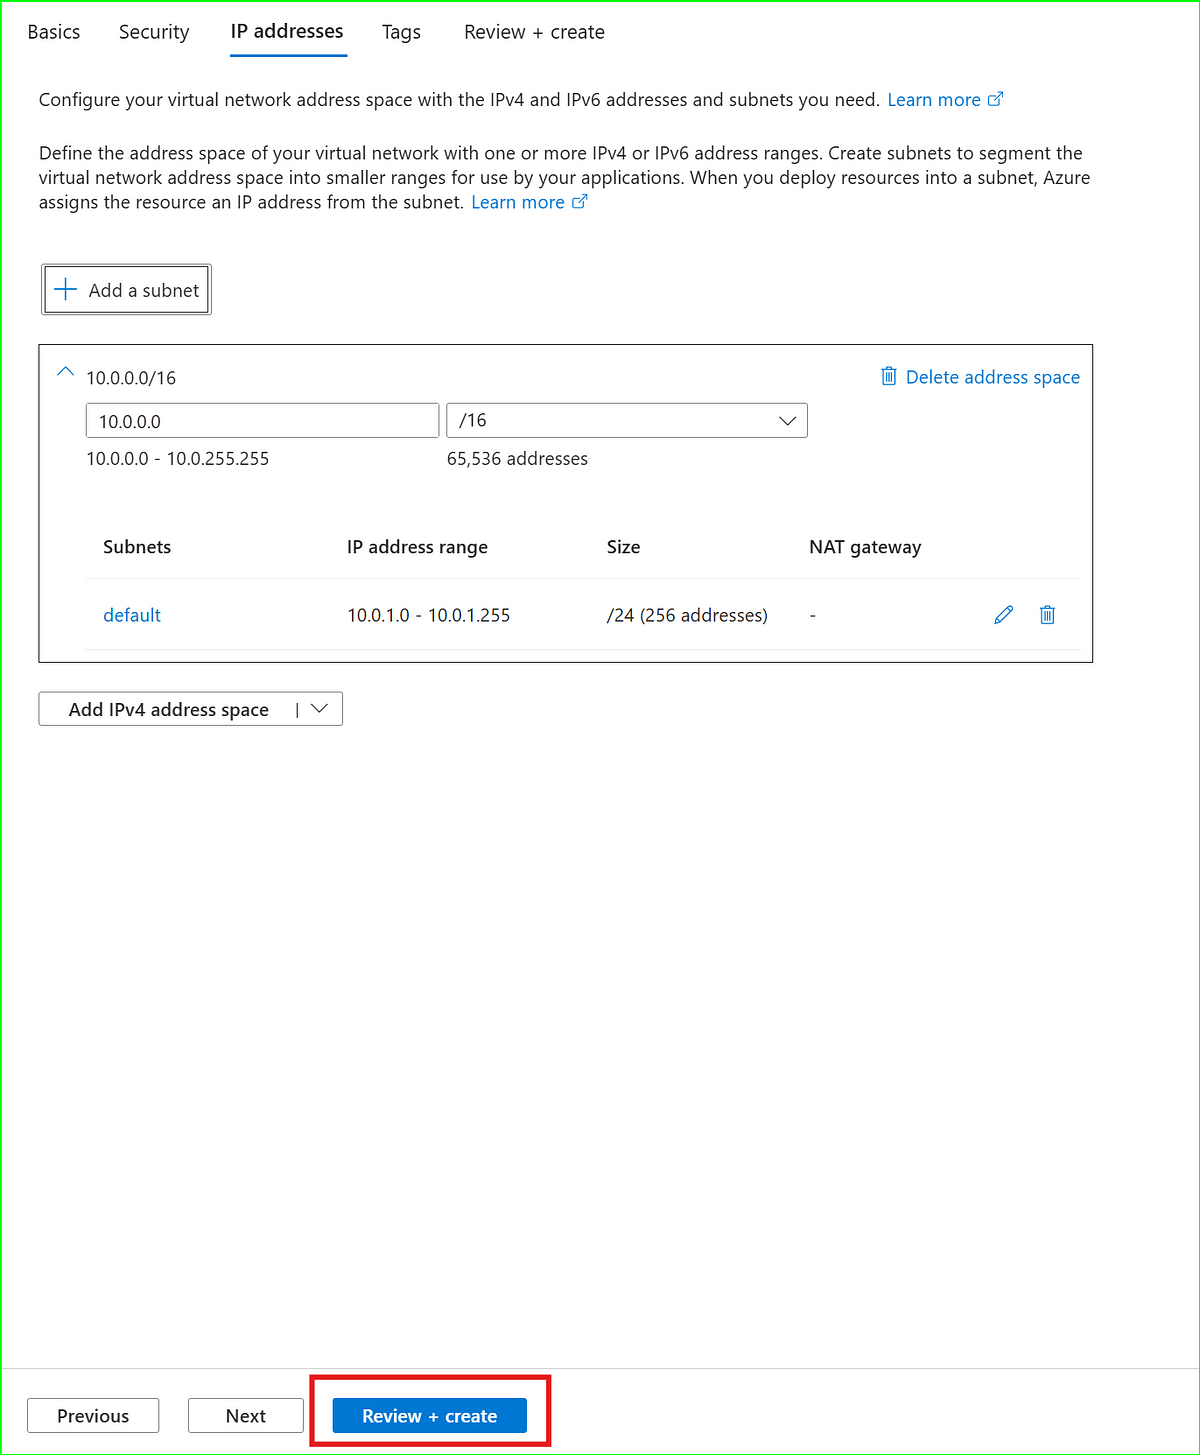 Basics Security IP addresses Tags Review + create
Configure your virtual network address space with the IPv4 and IPv6 addresses and subnets you need. Learn more
Define the address space of your virtual network with one or more IPv4 or IPv6 address ranges. Create subnets to segment the
virtual network address space into smaller ranges for use by your applications. When you deploy resources into a subnet, Azure
assigns the resource an IP address from the subnet. Learn more
Add a subnet
10.0.0.0/16 Delete address space
10.0.0.0 /16
10.0.0.0 - 10.0.255.255 65,536 addresses
Subnets IP address range Size NAT gateway
default 10.0.1.0 - 10.0.1.255 /24 (256 addresses) -
Add IPv4 address space |
Previous Next Review + create